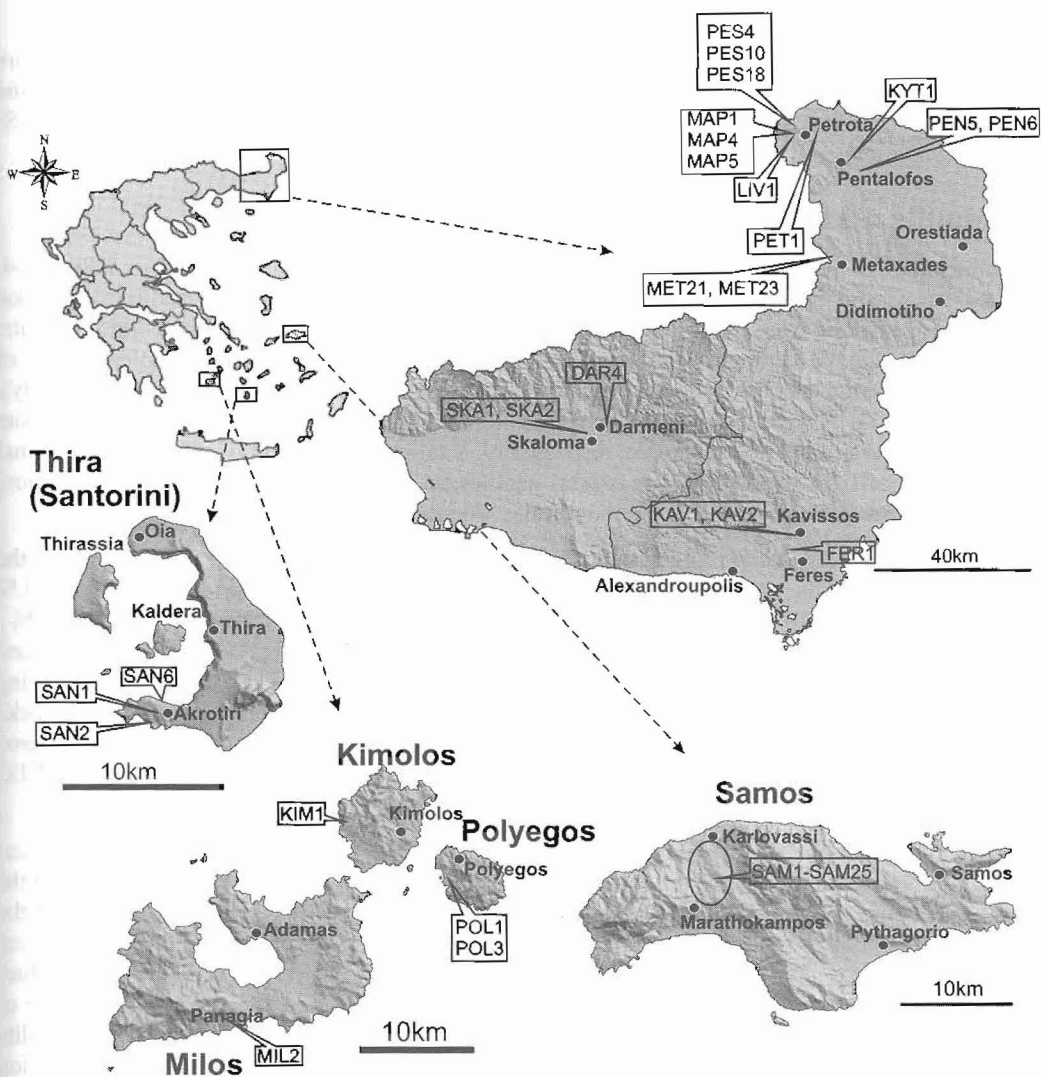 PES4
PES10
PES18
KYT1
MAP1
MAP4
MAP5
Petrota
PEN5, PEN6
LIV1
Pentalofos
PET1
Orestiada
Metaxades
MET21, MET23
Didimotiho
N
W
E
S
DAR4
SKA1, SKA2
Darmeni
Skaloma
KAV1, KAV2
Kavissos
FER1
Feres
Alexandroupolis
40km
Thira
(Santorini)
Oia
Thirassia
Kaldera
Thira
SAN6
SAN1
Akrotiri
SAN2
10km
Kimolos
KIM1
Kimolos
Polyegos
Polyegos
POL1
POL3
Adamas
Panagia
MIL2
Milos
10km
Samos
Karlovassi
SAM1-SAM25
Samos
Marathokampos
Pythagorio
10km